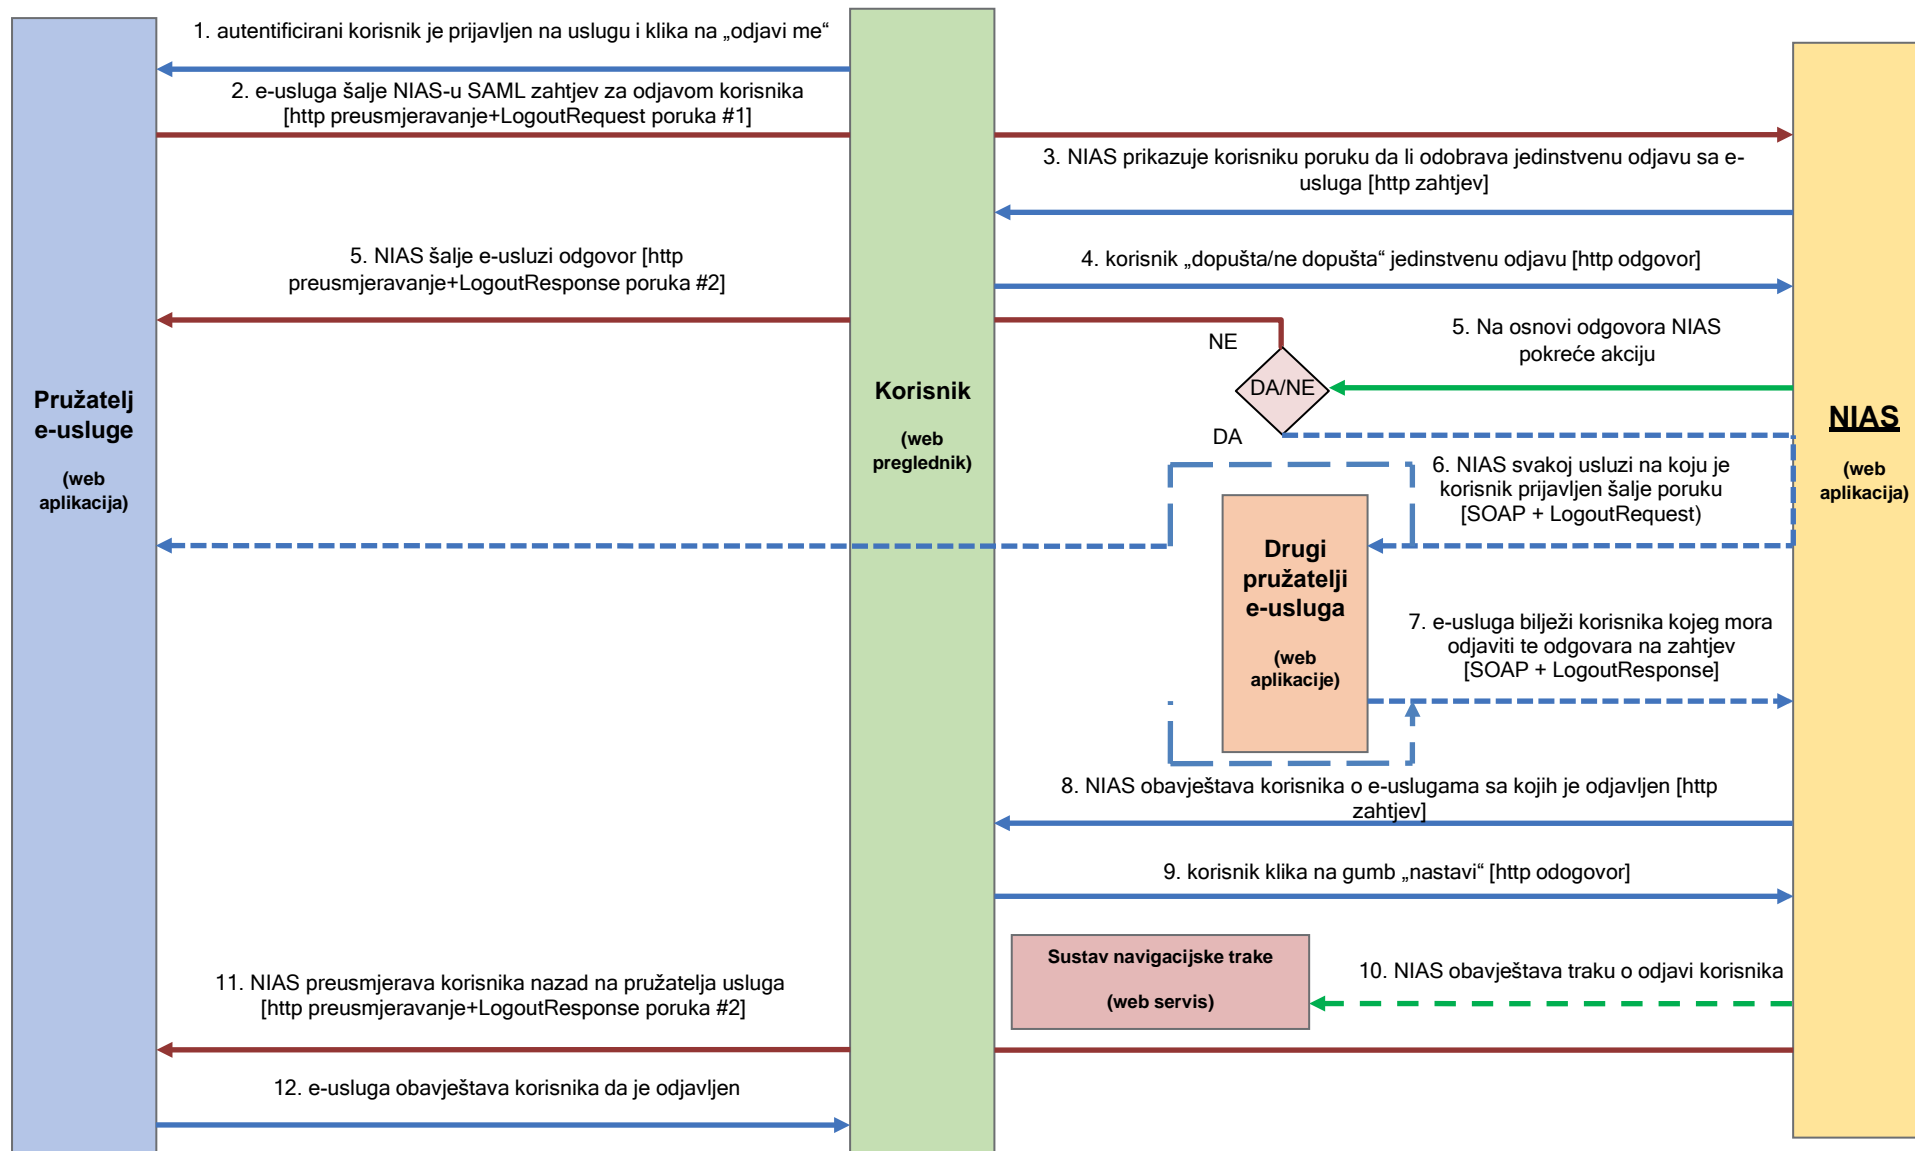 1. autentificirani korisnik je prijavljen na uslugu i klika na „odjavi me“
2. e-usluga šalje NIAS-u SAML zahtjev za odjavom korisnika
[http preusmjeravanje+LogoutRequest poruka #1]
3. NIAS prikazuje korisniku poruku da li odobrava jedinstvenu odjavu sa e-
usluga [http zahtjev]
5. NIAS šalje e-usluzi odgovor [http
preusmjeravanje+LogoutResponse poruka #2]
4. korisnik „dopušta/ne dopušta“ jedinstvenu odjavu [http odgovor]
5. Na osnovi odgovora NIAS
pokreće akciju
NE
DA/NE
DA
Pružatelj
e-usluge
(web
aplikacija)
Korisnik
(web
preglednik)
NIAS
(web
aplikacija)
6. NIAS svakoj usluzi na koju je
korisnik prijavljen šalje poruku
[SOAP + LogoutRequest)
Drugi
pružatelji
e-usluga
(web
aplikacije)
7. e-usluga bilježi korisnika kojeg mora
odjaviti te odgovara na zahtjev
[SOAP + LogoutResponse]
8. NIAS obavještava korisnika o e-uslugama sa kojih je odjavljen [http
zahtjev]
9. korisnik klika na gumb „nastavi“ [http odogovor]
Sustav navigacijske trake
(web servis)
10. NIAS obavještava traku o odjavi korisnika
11. NIAS preusmjerava korisnika nazad na pružatelja usluga
[http preusmjeravanje+LogoutResponse poruka #2]
12. e-usluga obavještava korisnika da je odjavljen